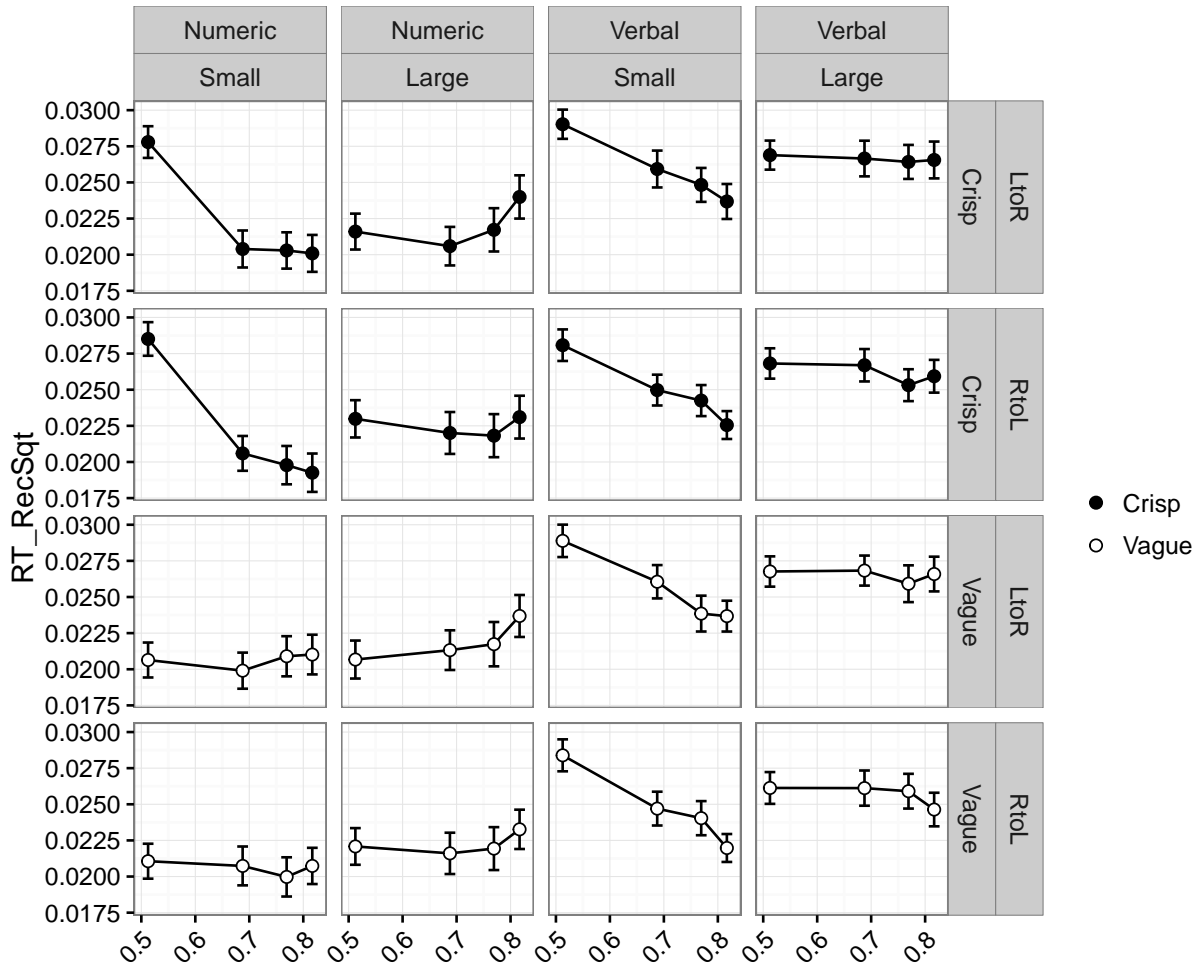 Numeric Numeric Verbal Verbal
Small Large Small Large
RT_RecSqt
0.0300
0.0275
0.0250
0.0225
0.0200
0.0175
Crisp LtoR
0.0300
0.0275
0.0250
0.0225
0.0200
0.0175
Crisp RtoL
0.0300
0.0275
0.0250
0.0225
0.0200
0.0175
Vague LtoR
0.0300
0.0275
0.0250
0.0225
0.0200
0.0175
Vague RtoL
0.5 0.6 0.7 0.8 0.5 0.6 0.7 0.8 0.5 0.6 0.7 0.8 0.5 0.6 0.7 0.8
Crisp
Vague